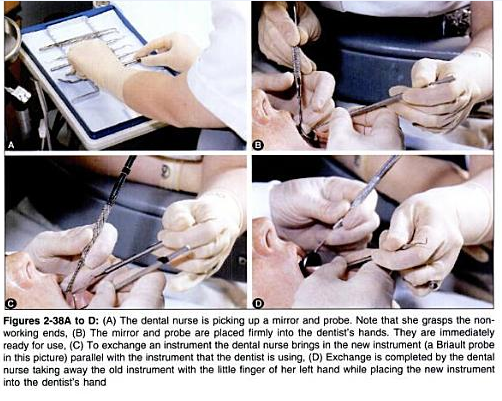 A
B
C
D
Figures 2-38A to D: (A) The dental nurse is picking up a mirror and probe. Note that she grasps the non-
working ends, (B) The mirror and probe are placed firmly into the dentist's hands. They are immediately
ready for use, (C) To exchange an instrument the dental nurse brings in the new instrument (a Briault probe
in this picture) parallel with the instrument that the dentist is using, (D) Exchange is completed by the dental
nurse taking away the old instrument with the little finger of her left hand while placing the new instrument
into the dentist's hand